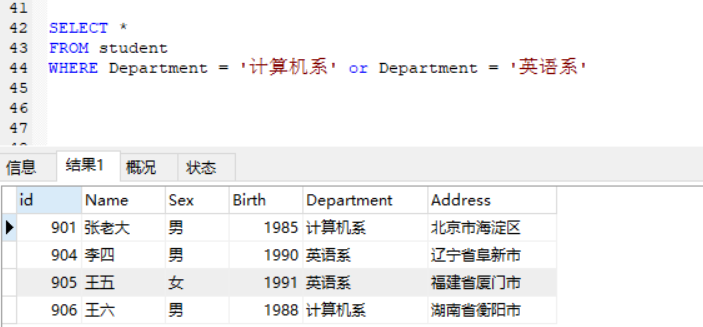 41
42 SELECT *
43 FROM student
44 WHERE Department = '计算机系' or Department = '英语系'
45
46
47
信息 结果1 概况 状态
id Name Sex Birth Department Address
901 张老大 男 1985 计算机系 北京市海淀区
904 李四 男 1990 英语系 辽宁省阜新市
905 王五 女 1991 英语系 福建省厦门市
906 王六 男 1988 计算机系 湖南省衡阳市